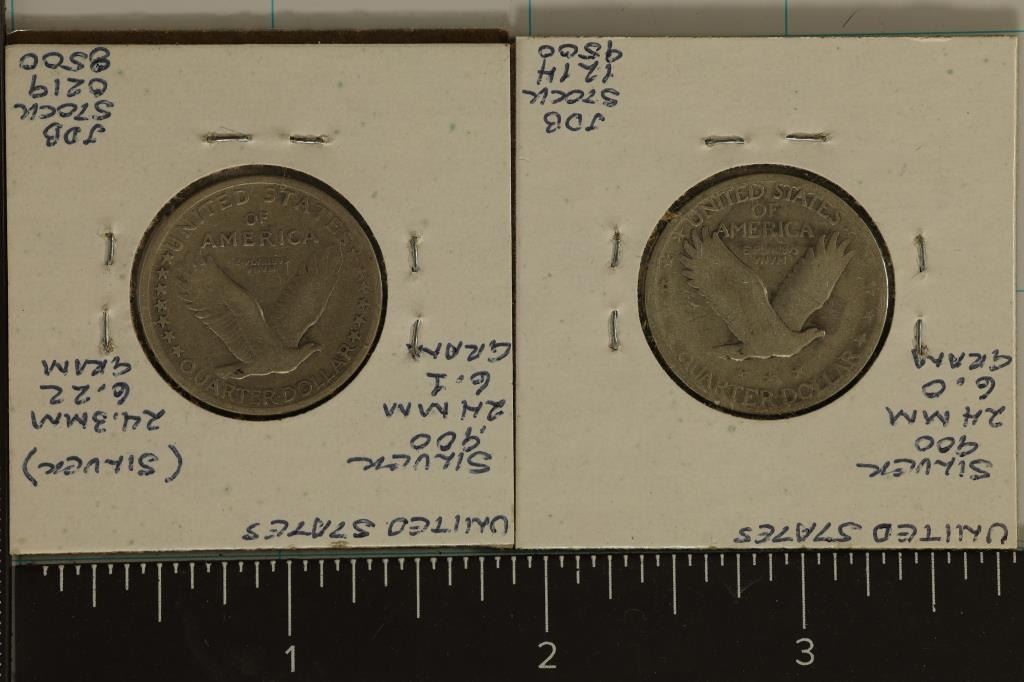 JDB
STOCK
0219
8500
UNITED STATES
OF
AMERICA
E PLURIBUS
UNUM
QUARTER DOLLAR
24.3MM
6.22
GRAM
(SILVER)
SILVER
.900
24 MM
6.1
GRAM
UNITED STATES
JDB
STOCK
1214
9500
UNITED STATES
OF
AMERICA
E PLURIBUS
UNUM
QUARTER DOLLAR
SILVER
900
24 MM
6.0
GRAM
UNITED STATES
1 2 3